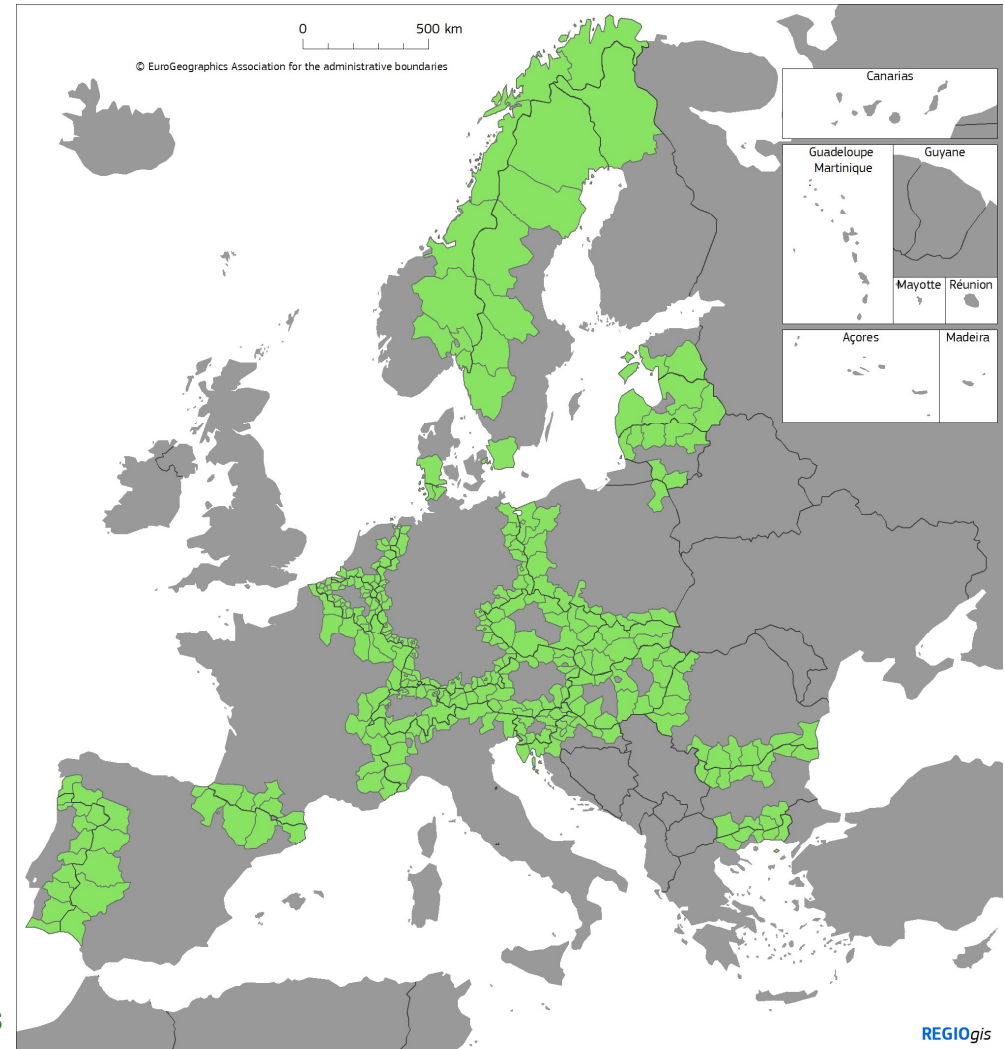 0 500 km
© EuroGeographics Association for the administrative boundaries
Canarias
Guadeloupe
Martinique
Guyane
Mayotte
Réunion
Açores
Madeira
REGIOgis